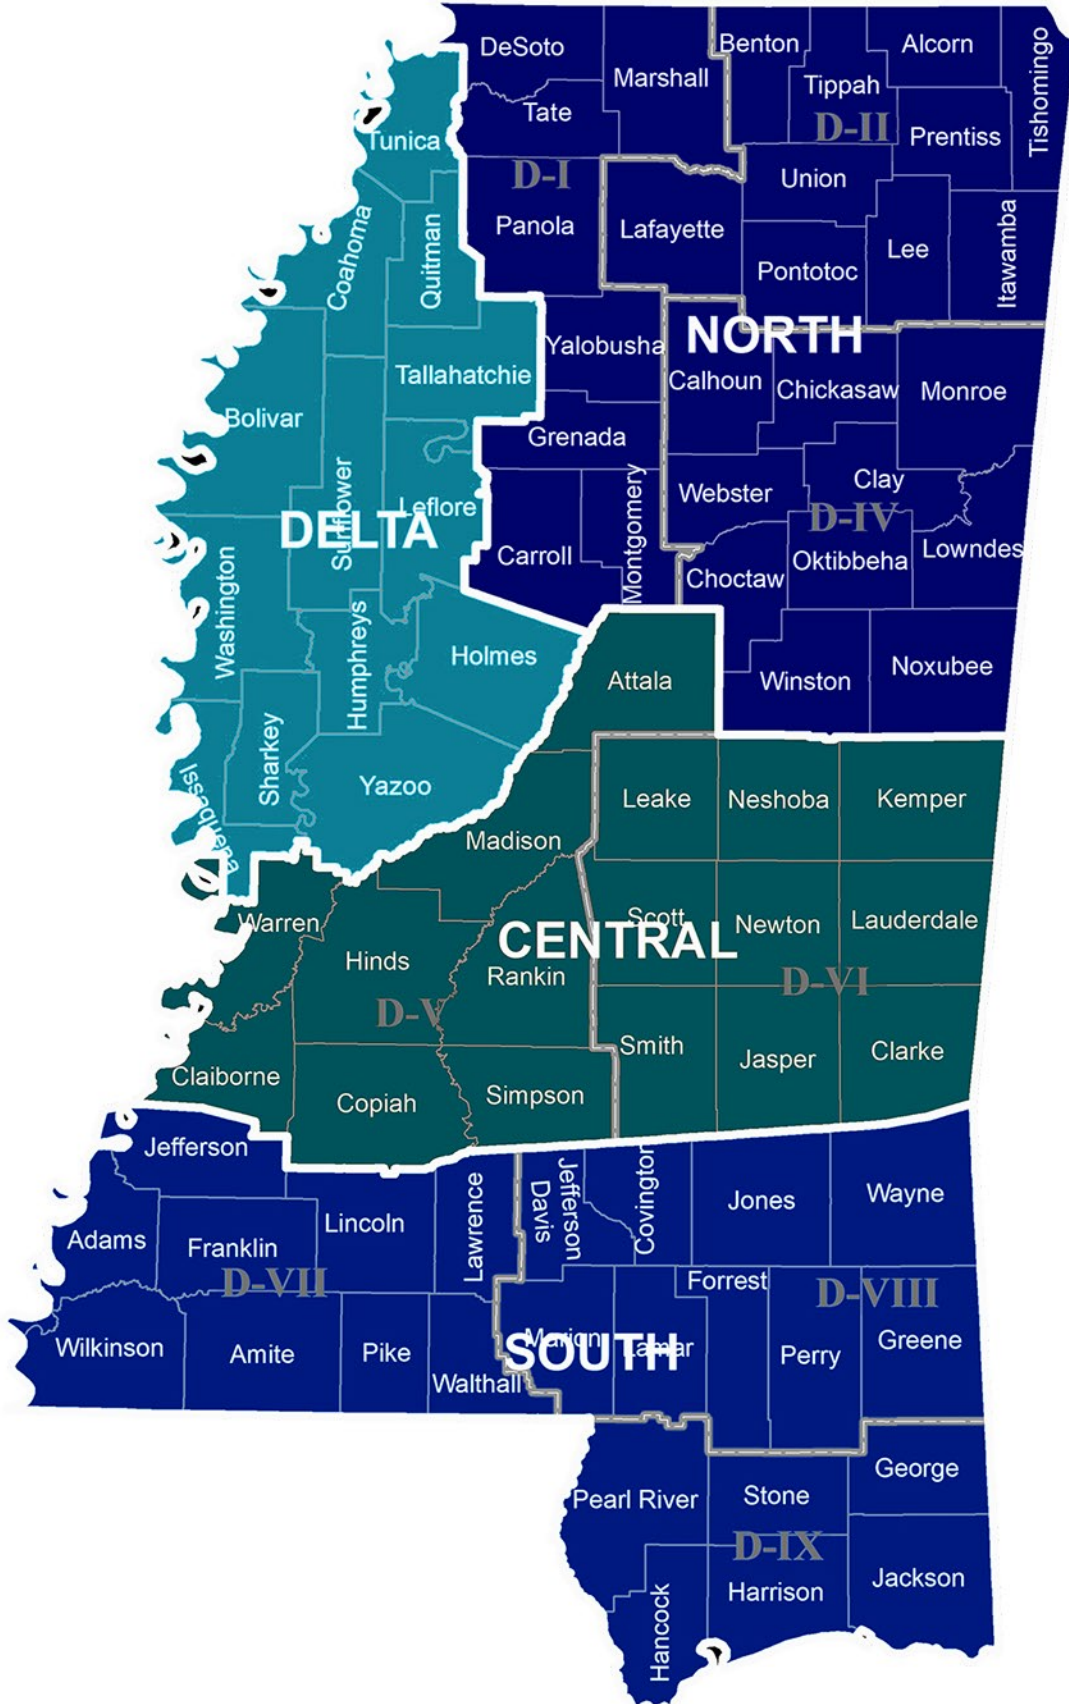 DeSoto
Benton
Alcorn
Marshall
Tippah
Tishomingo
Tate
D-II
Prentiss
Tunica
D-I
Union
Panola
Lafayette
Coahoma
Quitman
Lee
Itawamba
Pontotoc
NORTH
Yalobusha
Tallahatchie
Calhoun
Chickasaw
Monroe
Bolivar
Grenada
Clay
Webster
Sunflower
Leflore
Montgomery
D-IV
DELTA
Carroll
Lowndes
Oktibbeha
Choctaw
Washington
Humphreys
Holmes
Attala
Winston
Noxubee
Sharkey
Yazoo
Issaquena
Leake
Neshoba
Kemper
Madison
Warren
Scott
Newton
Lauderdale
CENTRAL
Hinds
Rankin
D-VI
D-V
Smith
Jasper
Clarke
Claiborne
Copiah
Simpson
Jefferson
Lawrence
Jefferson
Davis
Covington
Jones
Wayne
Adams
Franklin
Lincoln
D-VII
Forrest
D-VIII
Wilkinson
Amite
Pike
Walthall
Marion
Lamar
SOUTH
Perry
Greene
George
Pearl River
Stone
D-IX
Hancock
Harrison
Jackson